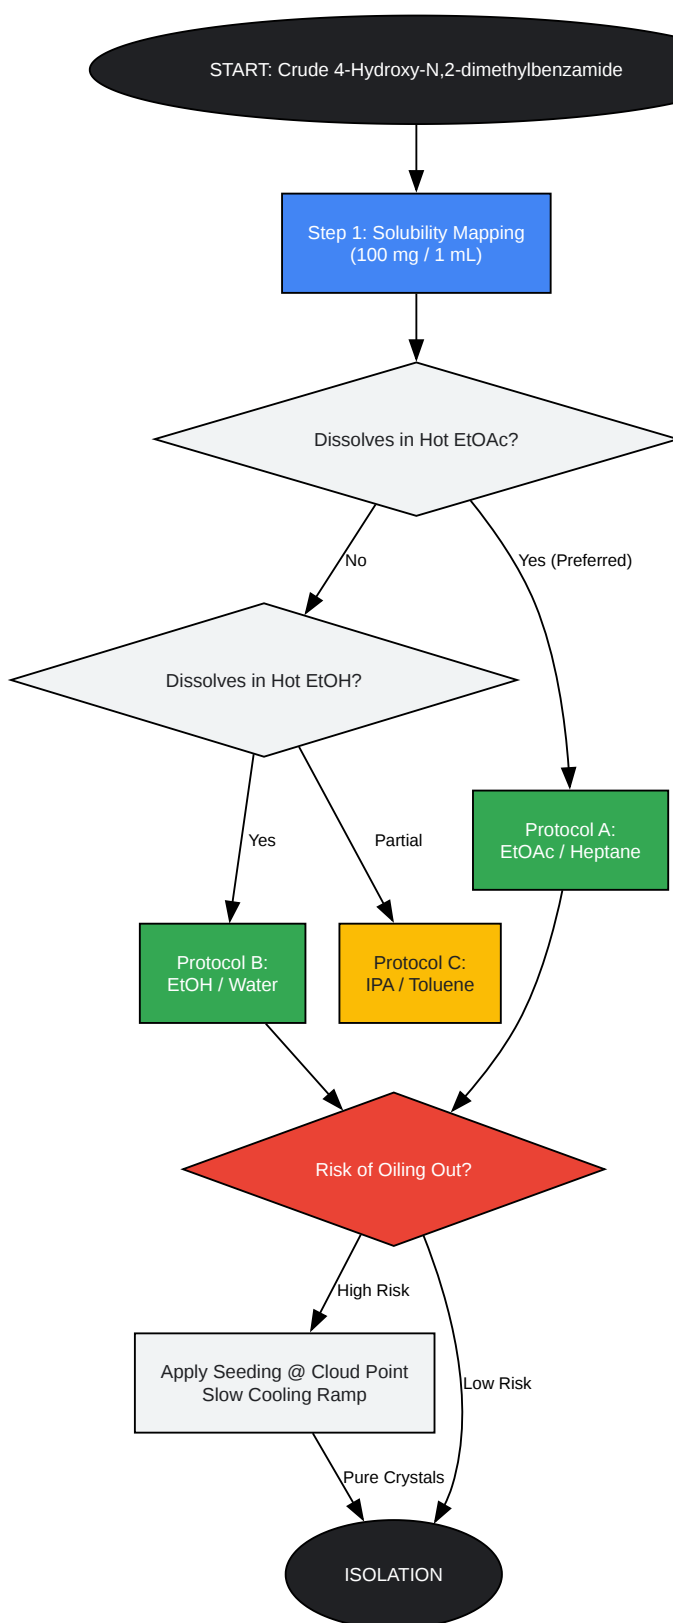 START: Crude 4-Hydroxy-N,2-dimethylbenzamide
Step 1: Solubility Mapping
(100 mg / 1 mL)
Dissolves in Hot EtOAc?
No
Yes (Preferred)
Dissolves in Hot EtOH?
Yes
Partial
Protocol A:
EtOAc / Heptane
Protocol B:
EtOH / Water
Protocol C:
IPA / Toluene
Risk of Oiling Out?
High Risk
Low Risk
Apply Seeding @ Cloud Point
Slow Cooling Ramp
Pure Crystals
ISOLATION